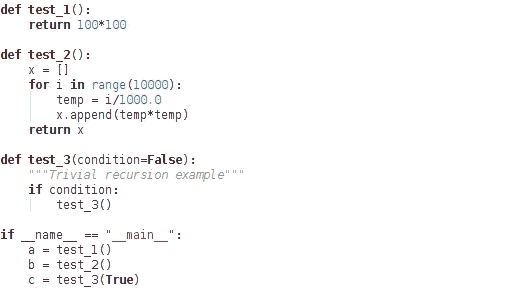 def test_1():
    return 100*100

def test_2():
    x = []
    for i in range(10000):
        temp = i/1000.0
        x.append(temp*temp)
    return x

def test_3(condition=False):
    """Trivial recursion example"""
    if condition:
        test_3()

if __name__ == "__main__":
    a = test_1()
    b = test_2()
    c = test_3(True)